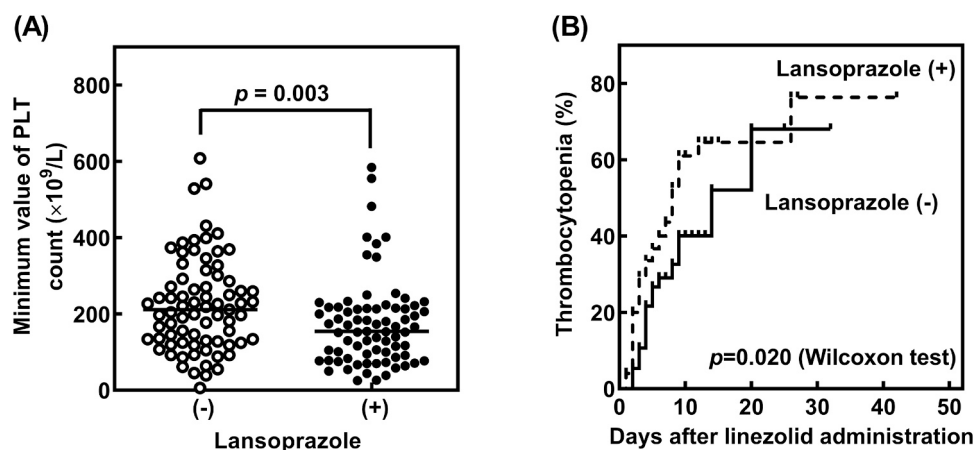 (A)
Minimum value of PLT
count (×10⁹/L)
800
600
400
200
0
p = 0.003
(-)
(+)
Lansoprazole
(B)
Thrombocytopenia (%)
80
60
40
20
0
Lansoprazole (+)
Lansoprazole (-)
p=0.020 (Wilcoxon test)
0
10
20
30
40
50
Days after linezolid administration